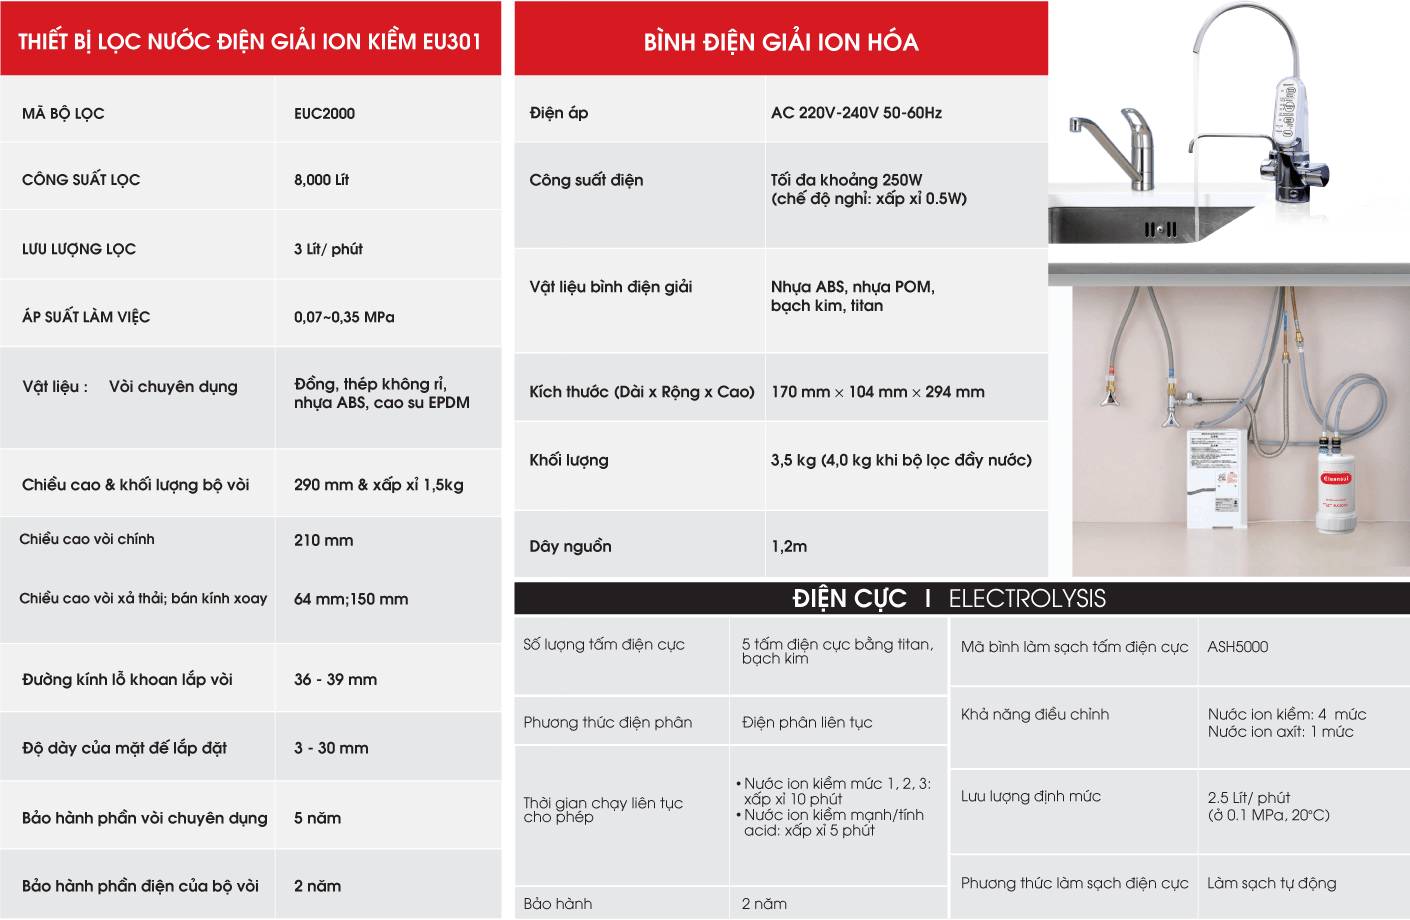 THIẾT BỊ LỌC NƯỚC ĐIỆN GIẢI ION KIỀM EU301
MÃ BỘ LỌC EUC2000
CÔNG SUẤT LỌC 8,000 Lít
LƯU LƯỢNG LỌC 3 Lít/ phút
ÁP SUẤT LÀM VIỆC 0,07~0,35 MPa
Vật liệu : Vòi chuyên dụng Đồng, thép không rỉ,
nhựa ABS, cao su EPDM
Chiều cao & khối lượng bộ vòi 290 mm & xấp xỉ 1,5kg
Chiều cao vòi chính 210 mm
Chiều cao vòi xả thải; bán kính xoay 64 mm;150 mm
Đường kính lỗ khoan lắp vòi 36 - 39 mm
Độ dày của mặt đế lắp đặt 3 - 30 mm
Bảo hành phần vòi chuyên dụng 5 năm
Bảo hành phần điện của bộ vòi 2 năm
BÌNH ĐIỆN GIẢI ION HÓA
Điện áp AC 220V-240V 50-60Hz
Công suất điện Tối đa khoảng 250W
(chế độ nghỉ: xấp xỉ 0.5W)
Vật liệu bình điện giải Nhựa ABS, nhựa POM,
bạch kim, titan
Kích thước (Dài x Rộng x Cao) 170 mm × 104 mm × 294 mm
Khối lượng 3,5 kg (4,0 kg khi bộ lọc đầy nước)
Dây nguồn 1,2m
Cleansui
ĐIỆN CỰC I ELECTROLYSIS
Số lượng tấm điện cực 5 tấm điện cực bằng titan,
bạch kim
Phương thức điện phân Điện phân liên tục
Thời gian chạy liên tục
cho phép
• Nước ion kiềm mức 1, 2, 3:
xấp xỉ 10 phút
• Nước ion kiềm mạnh/tính
acid: xấp xỉ 5 phút
Bảo hành 2 năm
Mã bình làm sạch tấm điện cực ASH5000
Khả năng điều chỉnh Nước ion kiềm: 4 mức
Nước ion axít: 1 mức
Lưu lượng định mức 2.5 Lít/ phút
(ở 0.1 MPa, 20°C)
Phương thức làm sạch điện cực Làm sạch tự động